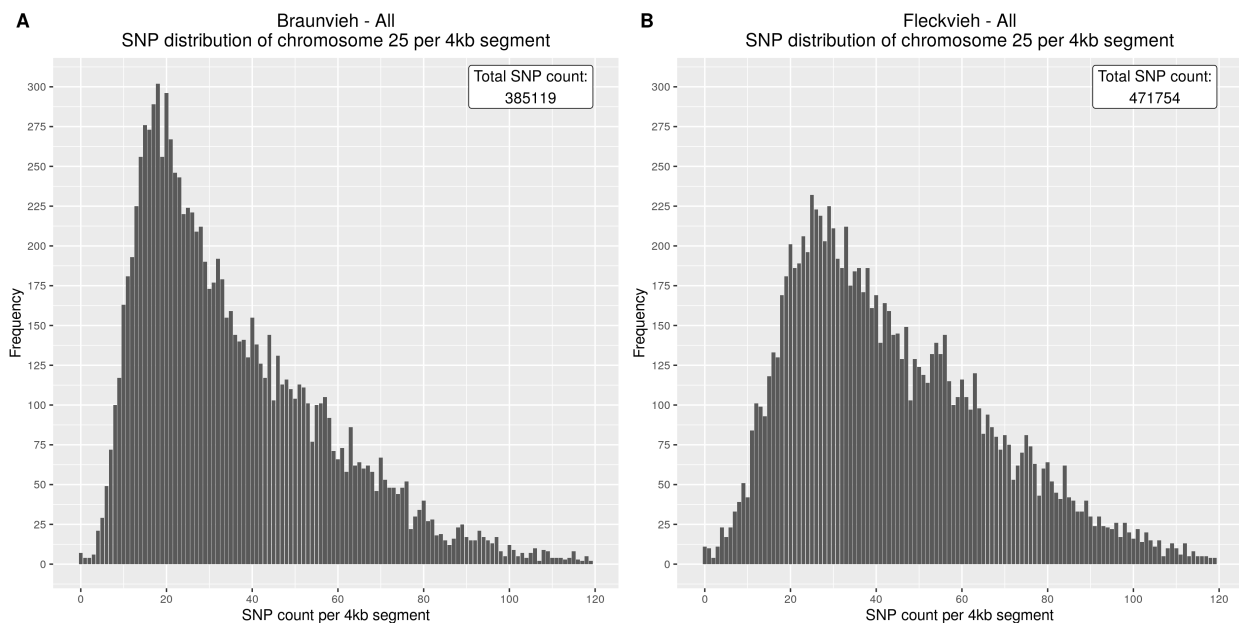 A
Braunvieh - All
SNP distribution of chromosome 25 per 4kb segment
Total SNP count:
385119
300
275
250
225
200
175
150
125
100
75
50
25
0
Frequency
0 20 40 60 80 100 120
SNP count per 4kb segment
B
Fleckvieh - All
SNP distribution of chromosome 25 per 4kb segment
Total SNP count:
471754
300
275
250
225
200
175
150
125
100
75
50
25
0
Frequency
0 20 40 60 80 100 120
SNP count per 4kb segment